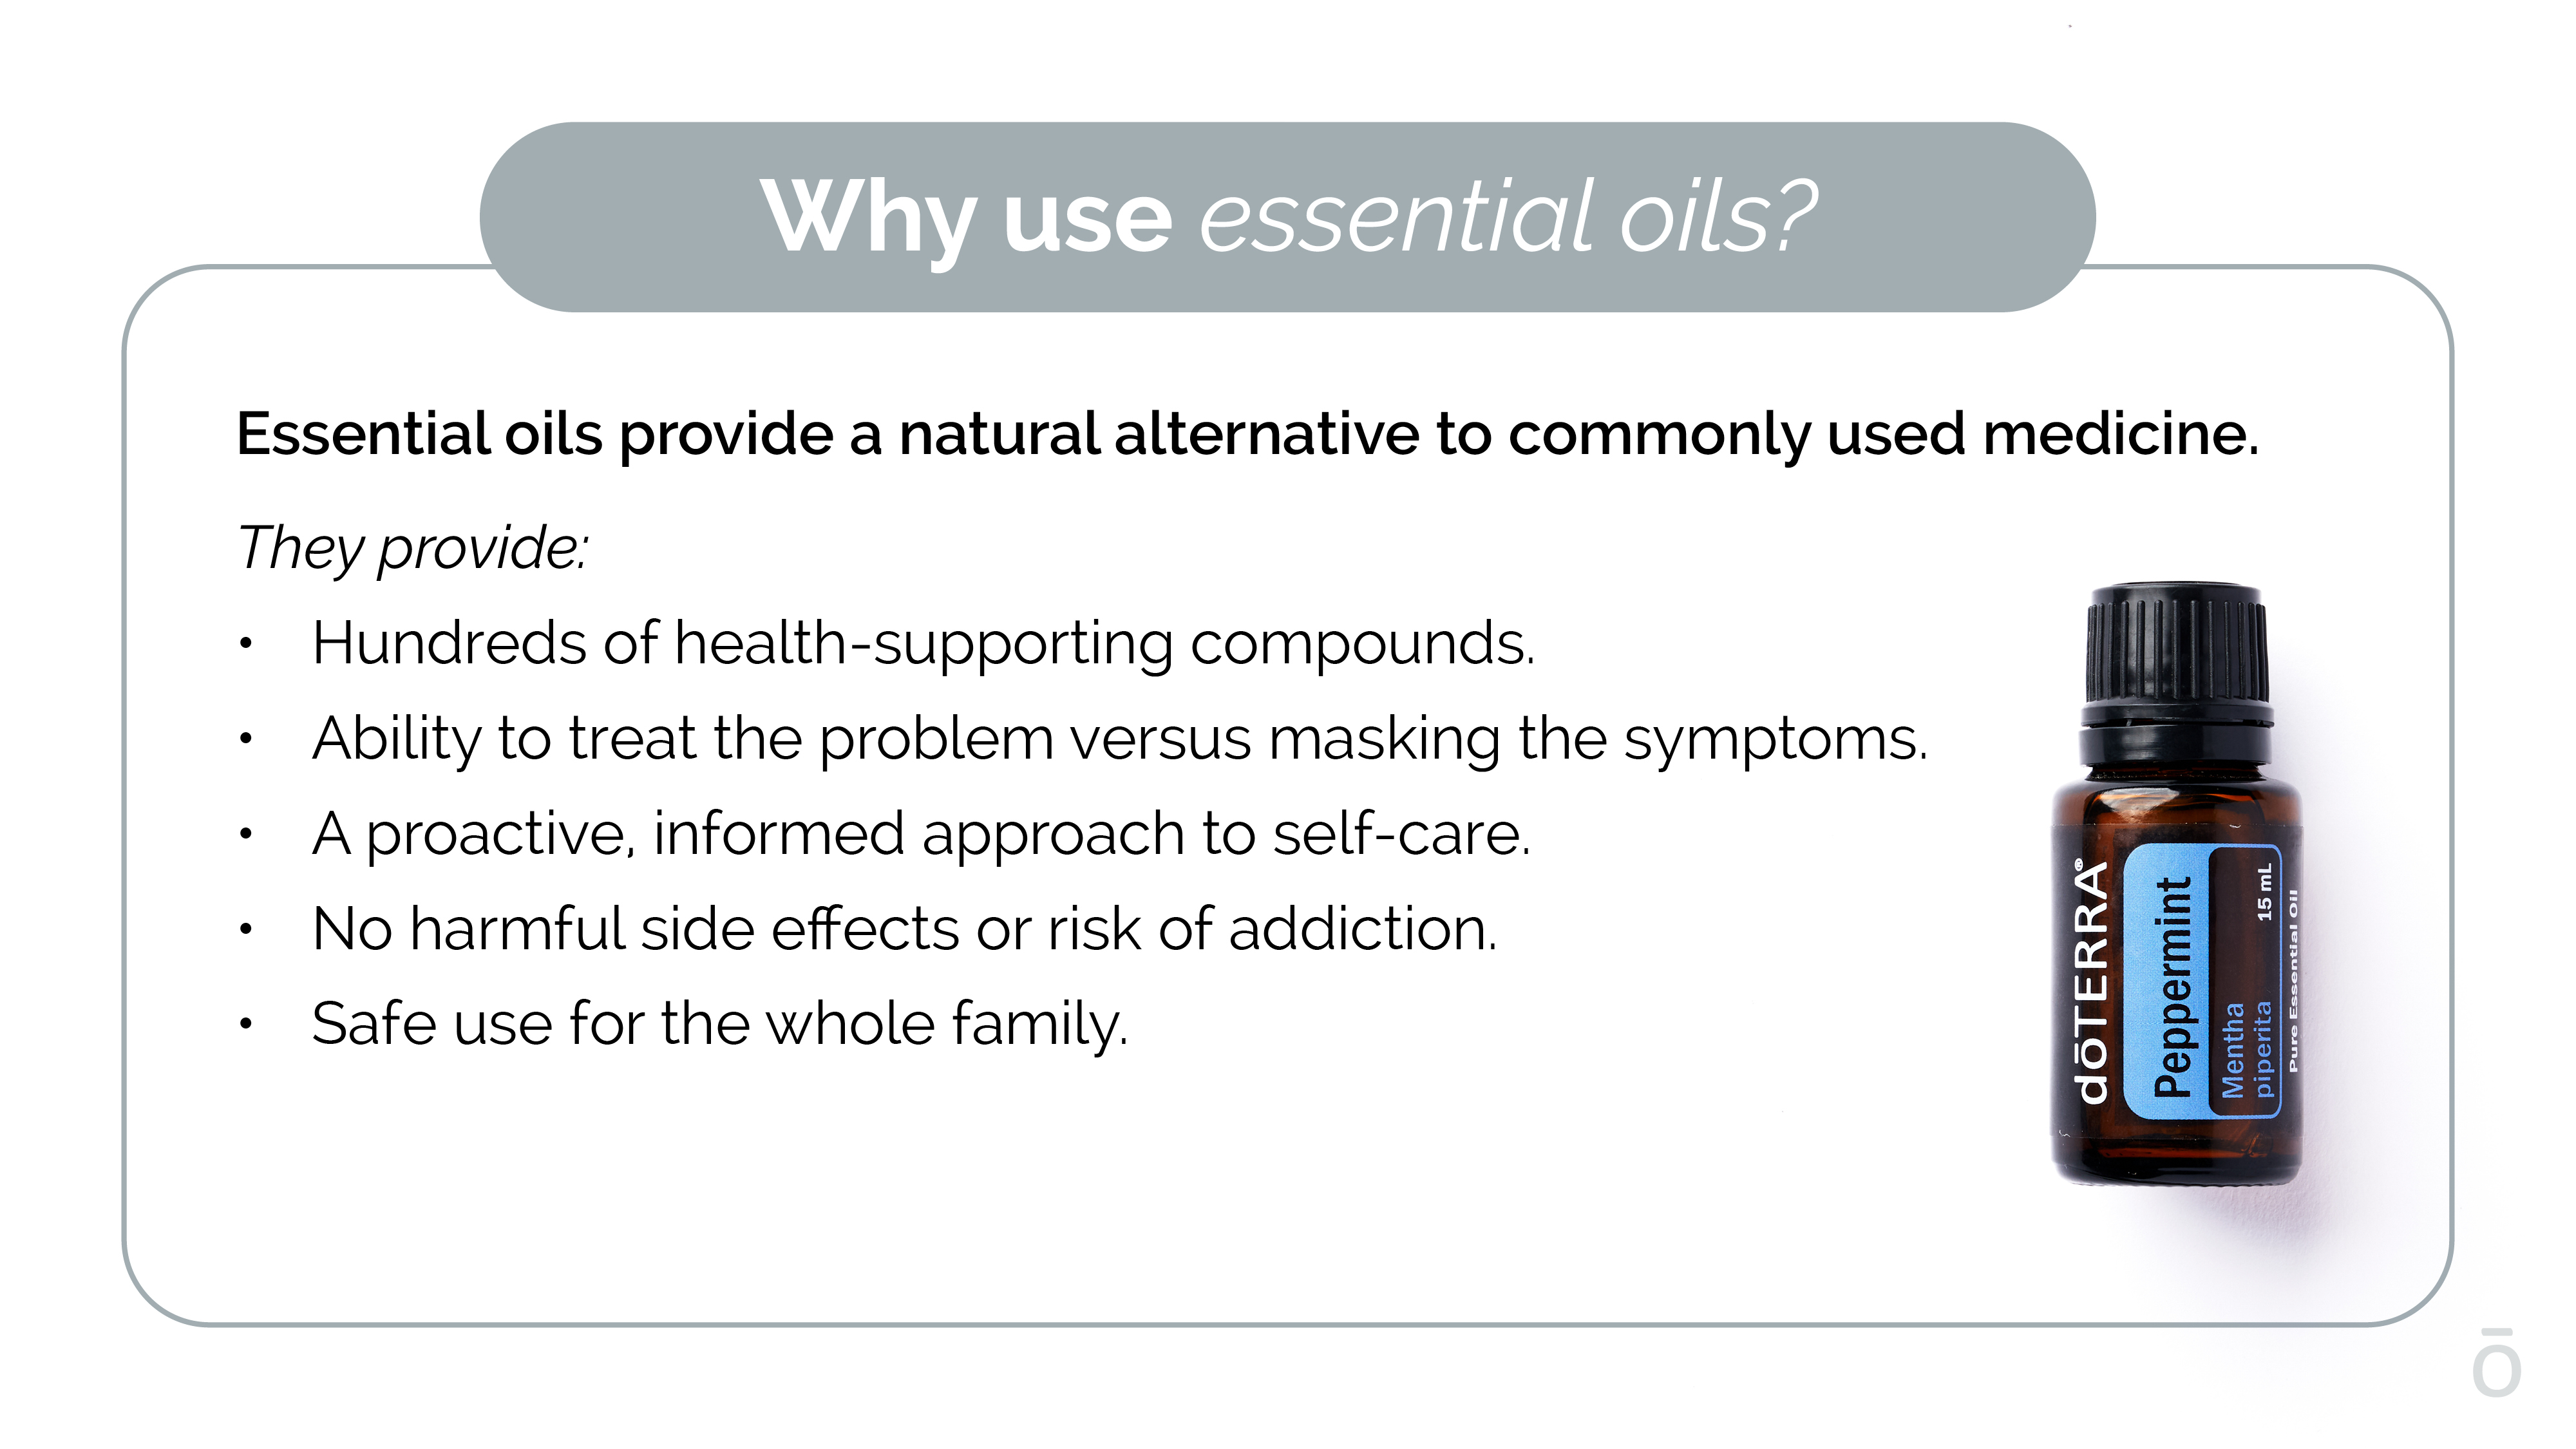 Why use essential oils?
Essential oils provide a natural alternative to commonly used medicine.
They provide:
• Hundreds of health-supporting compounds.
• Ability to treat the problem versus masking the symptoms.
• A proactive, informed approach to self-care.
• No harmful side effects or risk of addiction.
• Safe use for the whole family.
dōTERRA®
Peppermint
Mentha
piperita
15 mL
Pure Essential Oil
ō